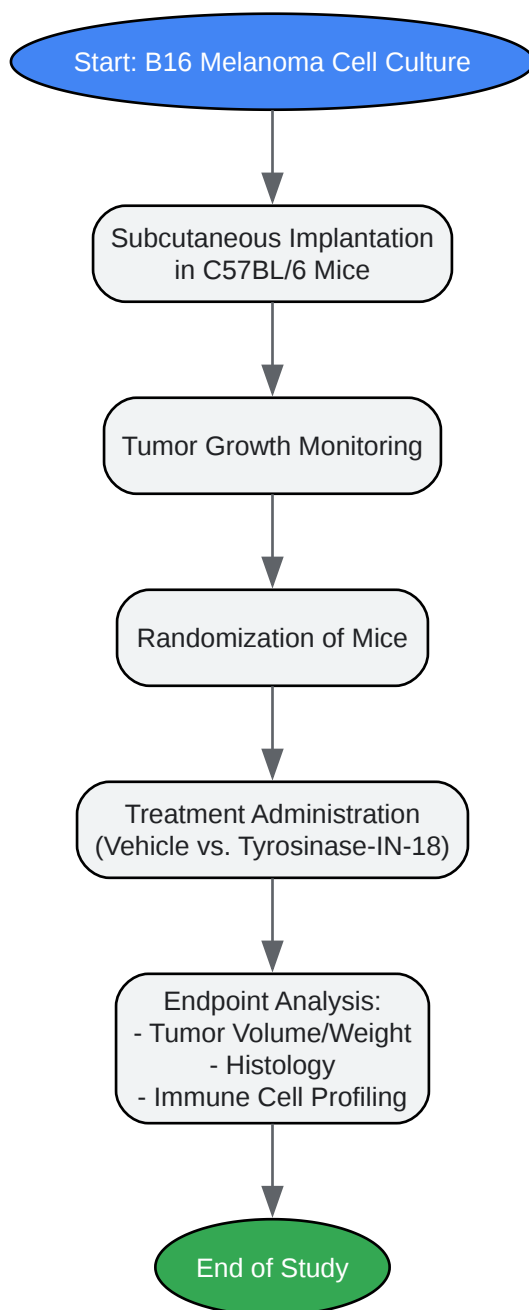 Start: B16 Melanoma Cell Culture
Subcutaneous Implantation
in C57BL/6 Mice
Tumor Growth Monitoring
Randomization of Mice
Treatment Administration
(Vehicle vs. Tyrosinase-IN-18)
Endpoint Analysis:
- Tumor Volume/Weight
- Histology
- Immune Cell Profiling
End of Study